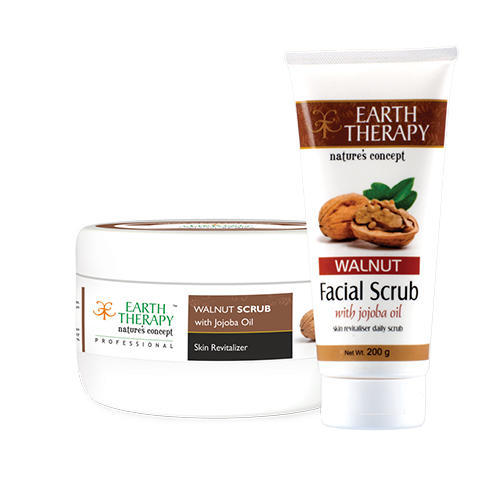 EARTH
THERAPY
nature's concept
WALNUT
Facial Scrub
with jojoba oil
skin revitaliser daily scrub
Net Wt. 200 g
EARTH
THERAPY™
nature's concept
PROFESSIONAL
WALNUT SCRUB
with Jojoba Oil
Skin Revitalizer